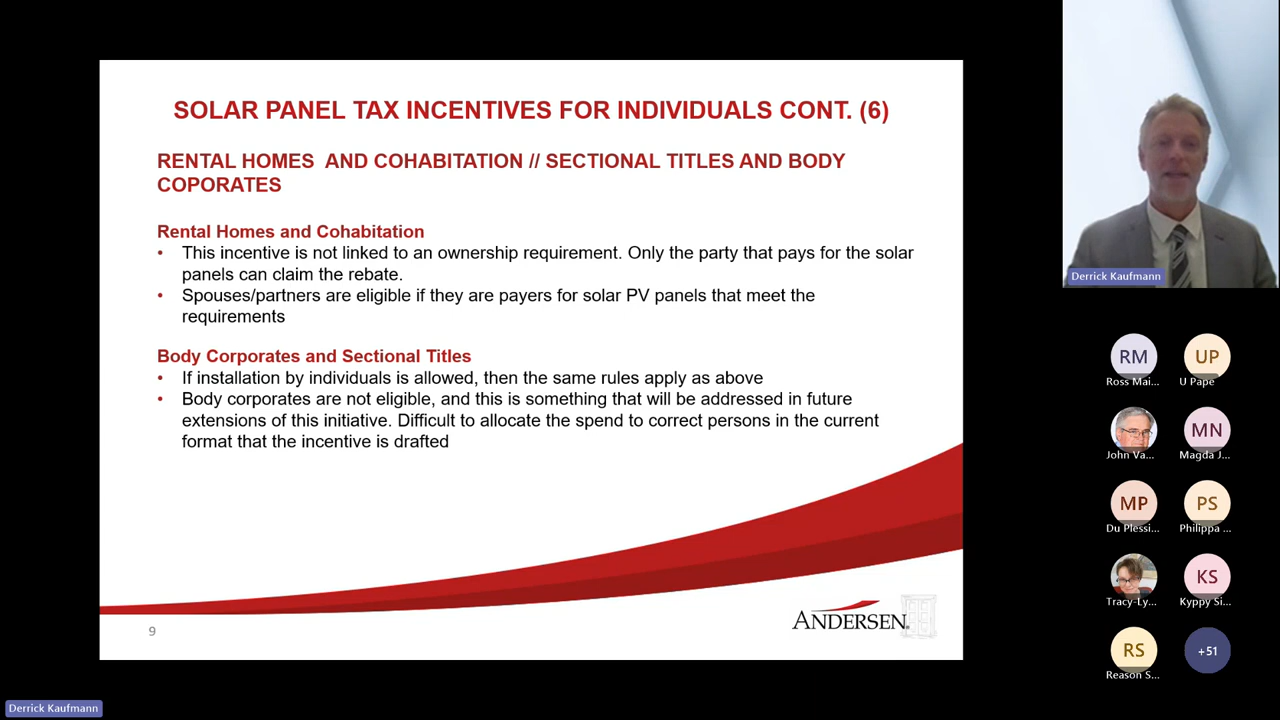 SOLAR PANEL TAX INCENTIVES FOR INDIVIDUALS CONT. (6)
RENTAL HOMES AND COHABITATION // SECTIONAL TITLES AND BODY
COPORATES
Rental Homes and Cohabitation
• This incentive is not linked to an ownership requirement. Only the party that pays for the solar
panels can claim the rebate.
• Spouses/partners are eligible if they are payers for solar PV panels that meet the
requirements
Body Corporates and Sectional Titles
• If installation by individuals is allowed, then the same rules apply as above
• Body corporates are not eligible, and this is something that will be addressed in future
extensions of this initiative. Difficult to allocate the spend to correct persons in the current
format that the incentive is drafted
9
ANDERSEN
Derrick Kaufmann
RM
UP
Ross Mai...
U Pape
MN
John Va...
Magda J...
MP
PS
Du Plessi...
Philippa ...
KS
Tracy-Ly...
Kyppy Si...
RS
+51
Reason S...
Derrick Kaufmann